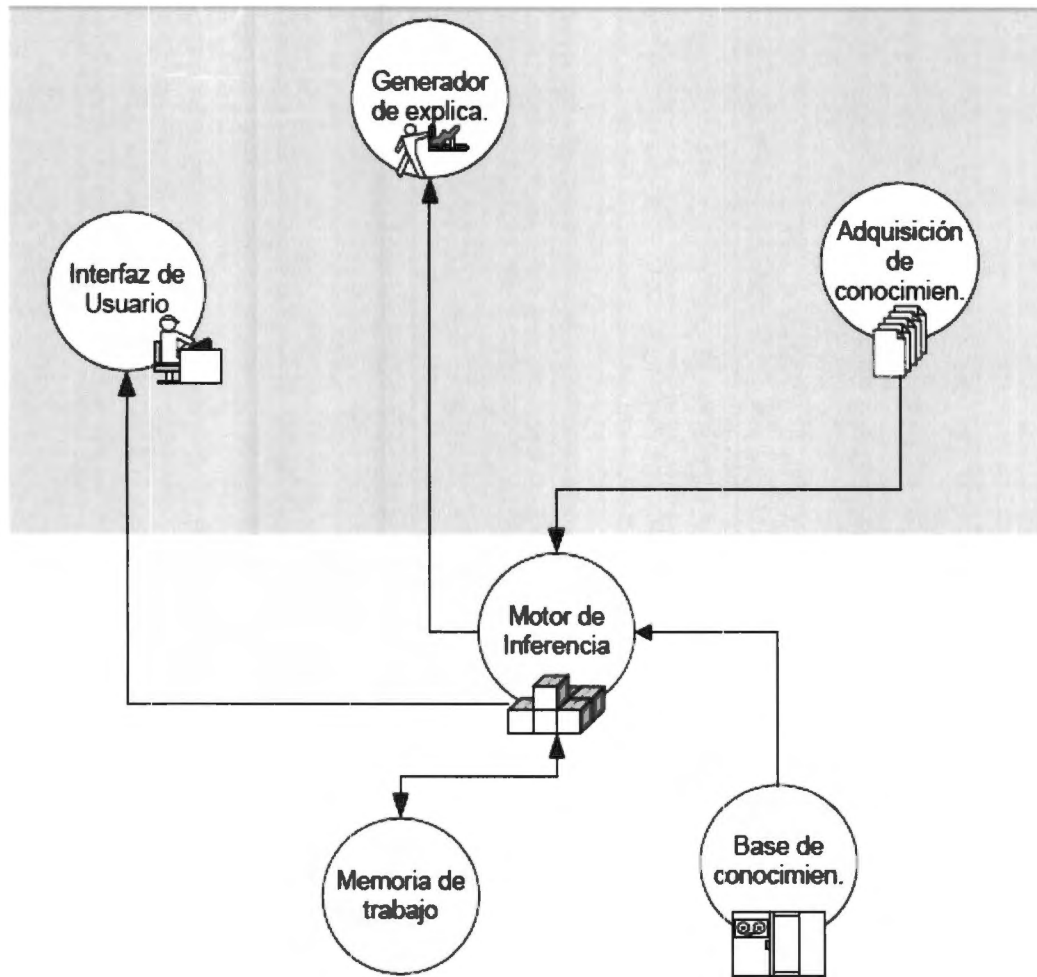 Generador
de explica.
Interfaz de
Usuario
Adquisición
de
conocimien.
Motor de
Inferencia
Memoria de
trabajo
Base de
conocimien.